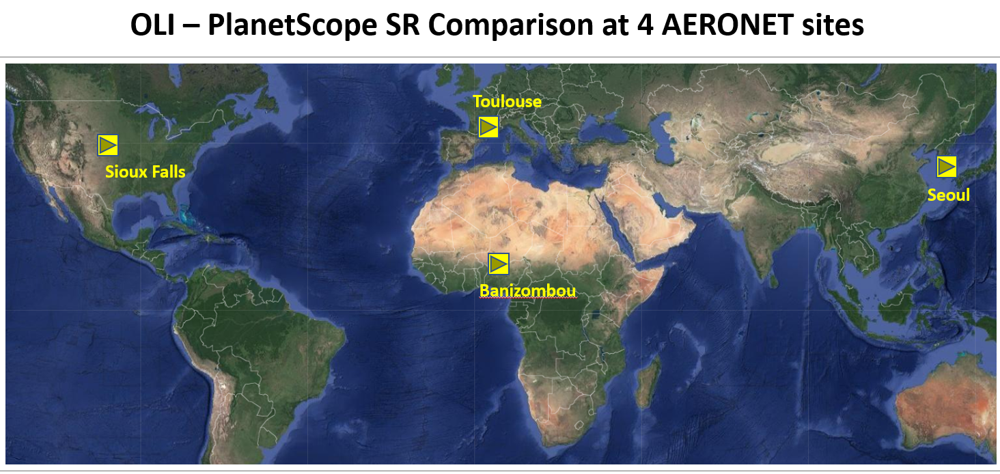 OLI – PlanetScope SR Comparison at 4 AERONET sites
Toulouse
Sioux Falls
Seoul
Banizombou